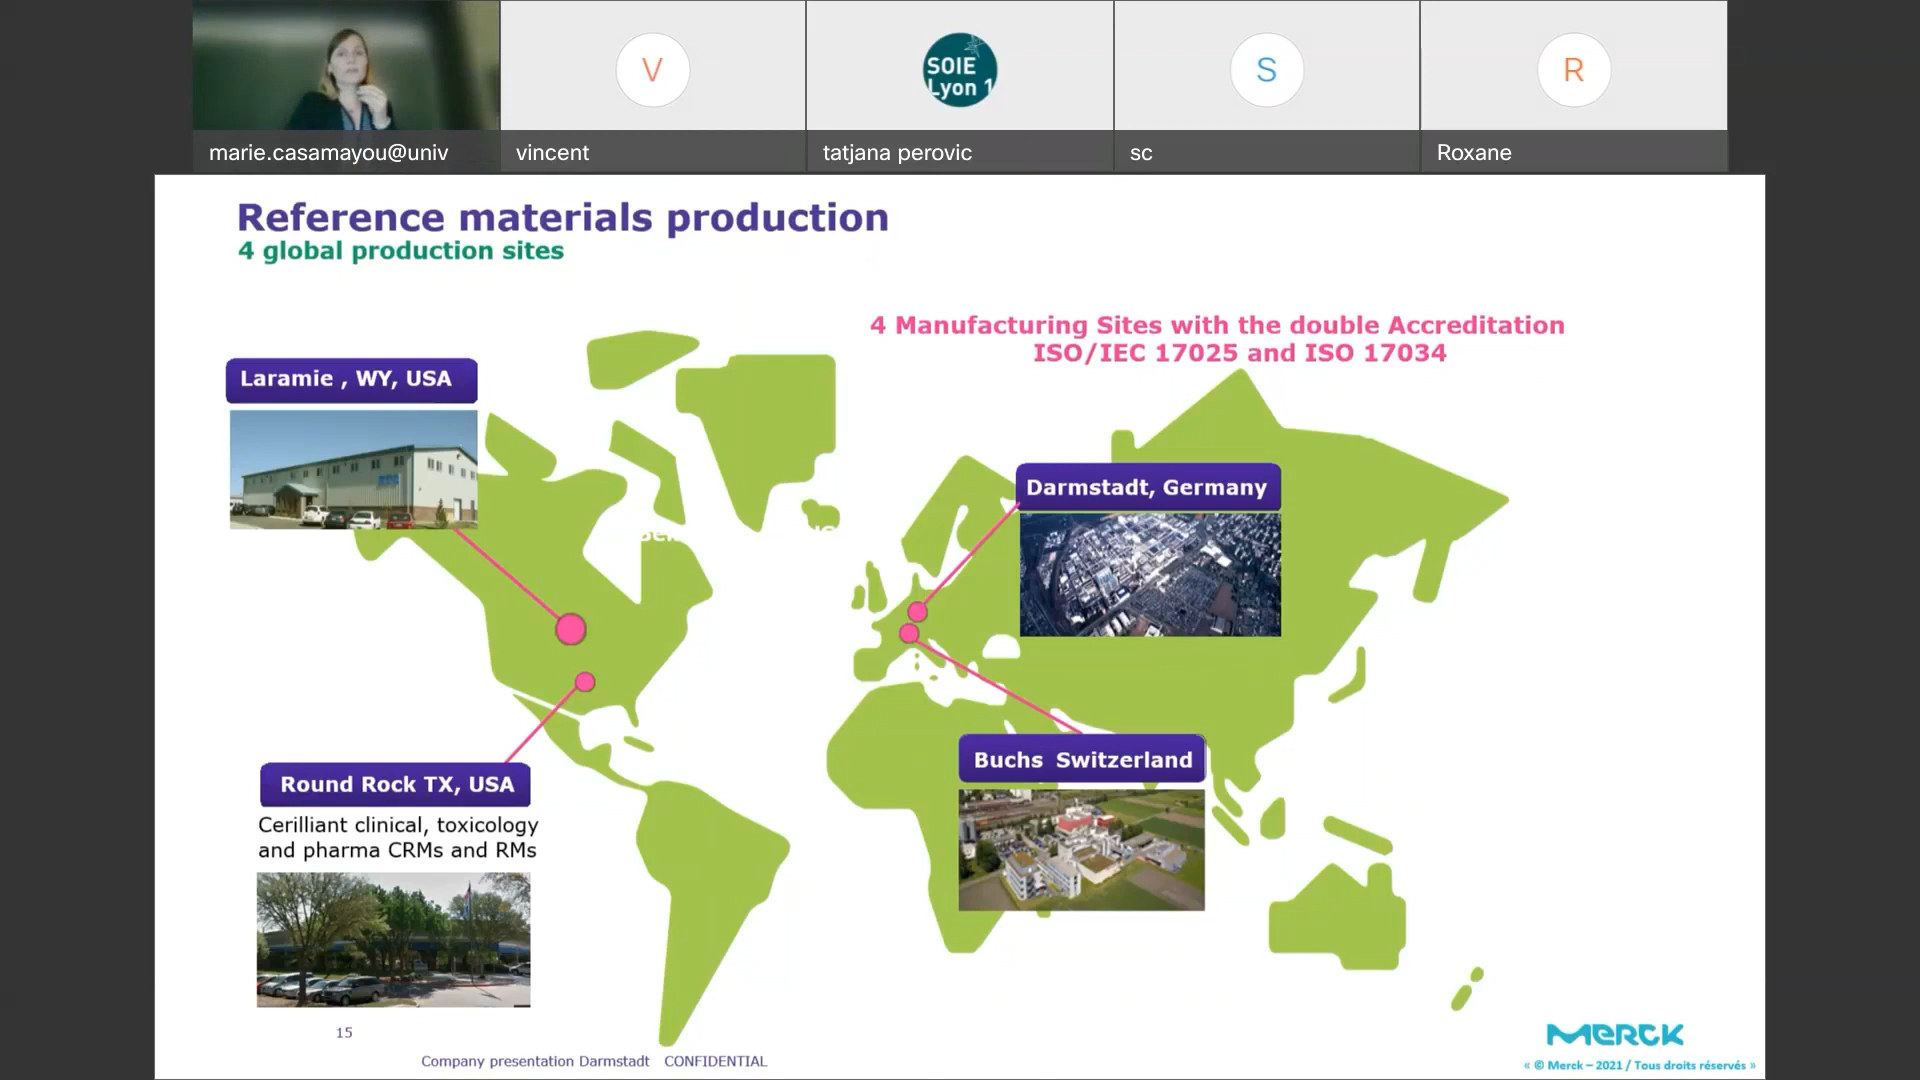 V
SOIE
Lyon 1
S
R
marie.casamayou@univ
vincent
tatjana perovic
sc
Roxane
Reference materials production
4 global production sites
4 Manufacturing Sites with the double Accreditation
ISO/IEC 17025 and ISO 17034
Laramie , WY, USA
Darmstadt, Germany
Buchs Switzerland
Round Rock TX, USA
Cerilliant clinical, toxicology
and pharma CRMs and RMs
15
Company presentation Darmstadt CONFIDENTIAL
MERCK
« © Merck – 2021 / Tous droits réservés »